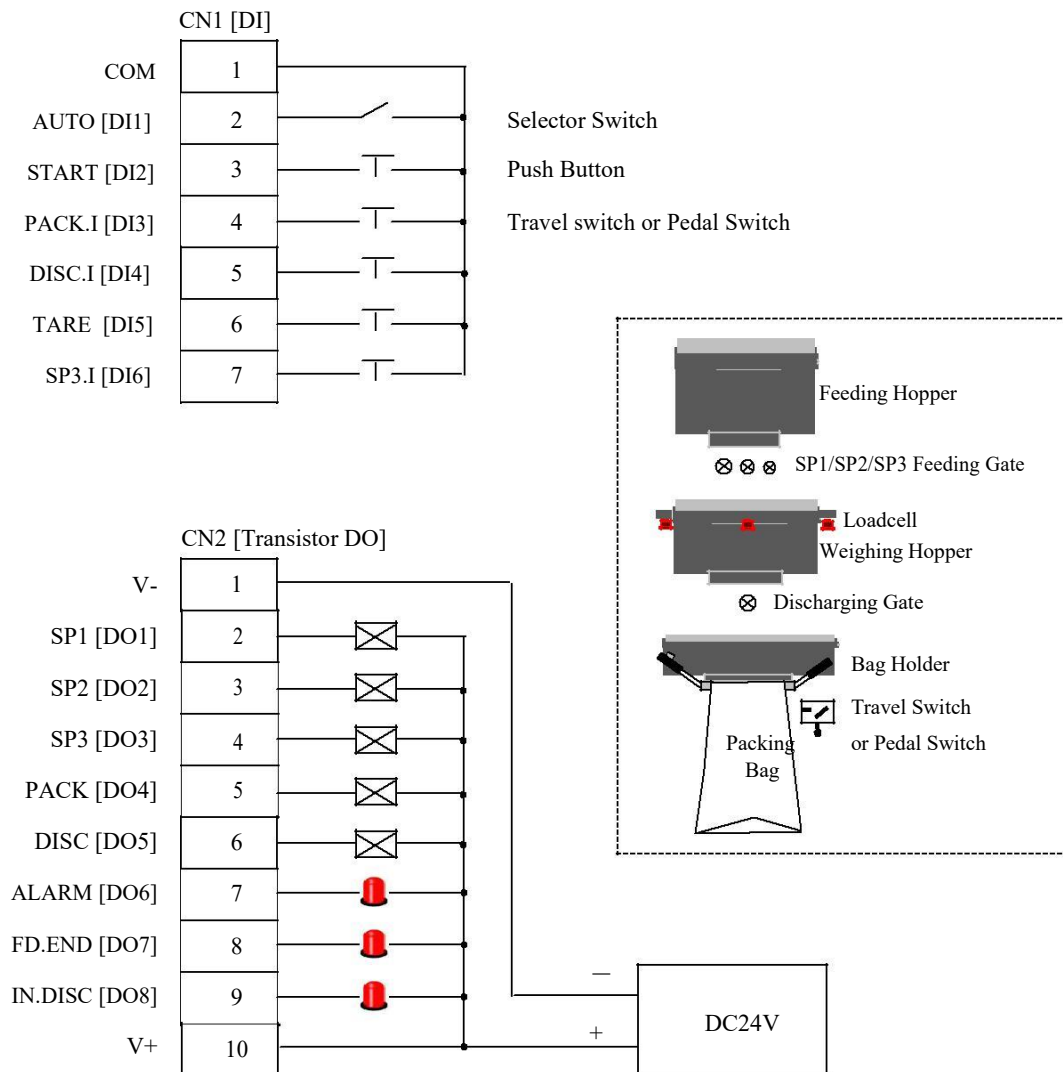 CN1 [DI]
COM 1
AUTO [DI1] 2 Selector Switch
START [DI2] 3 Push Button
PACK.I [DI3] 4 Travel switch or Pedal Switch
DISC.I [DI4] 5
TARE [DI5] 6
SP3.I [DI6] 7
Feeding Hopper
SP1/SP2/SP3 Feeding Gate
Loadcell
Weighing Hopper
Discharging Gate
Bag Holder
Travel Switch
or Pedal Switch
Packing
Bag
CN2 [Transistor DO]
V- 1
SP1 [DO1] 2
SP2 [DO2] 3
SP3 [DO3] 4
PACK [DO4] 5
DISC [DO5] 6
ALARM [DO6] 7
FD.END [DO7] 8
IN.DISC [DO8] 9
V+ 10
—
+
DC24V